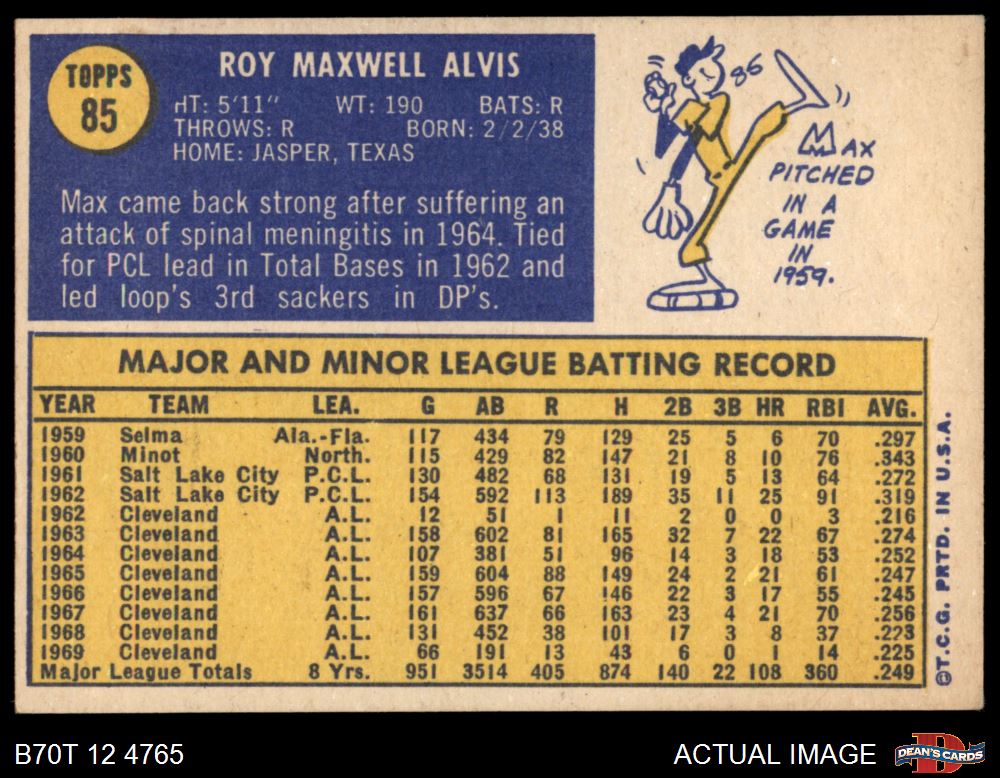 TOPPS
85
ROY MAXWELL ALVIS
HT: 5'11" WT: 190 BATS: R
THROWS: R BORN: 2/2/38
HOME: JASPER, TEXAS
Max came back strong after suffering an
attack of spinal meningitis in 1964. Tied
for PCL lead in Total Bases in 1962 and
led loop's 3rd sackers in DP's.
86
MAX
PITCHED
IN A
GAME
IN
1959.
MAJOR AND MINOR LEAGUE BATTING RECORD
YEAR TEAM LEA. G AB R H 2B 3B HR RBI AVG.
1959 Selma Ala.-Fla. 117 434 79 129 25 5 6 70 .297
1960 Minot North. 115 429 82 147 21 8 10 76 .343
1961 Salt Lake City P.C.L. 130 482 68 131 19 5 13 64 .272
1962 Salt Lake City P.C.L. 154 592 113 189 35 11 25 91 .319
1962 Cleveland A.L. 12 51 1 11 2 0 0 3 .216
1963 Cleveland A.L. 158 602 81 165 32 7 22 67 .274
1964 Cleveland A.L. 107 381 51 96 14 3 18 53 .252
1965 Cleveland A.L. 159 604 88 149 24 2 21 61 .247
1966 Cleveland A.L. 157 596 67 146 22 3 17 55 .245
1967 Cleveland A.L. 161 637 66 163 23 4 21 70 .256
1968 Cleveland A.L. 131 452 38 101 17 3 8 37 .223
1969 Cleveland A.L. 66 191 13 43 6 0 1 14 .225
Major League Totals 8 Yrs. 951 3514 405 874 140 22 108 360 .249
©T.C.G. PRTD. IN U.S.A.
B70T 12 4765
ACTUAL IMAGE
D
DEAN'S CARDS